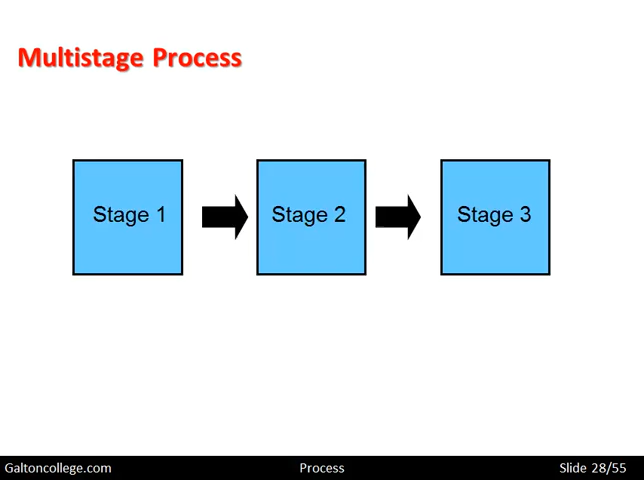 Multistage Process
Stage 1
Stage 2
Stage 3
Galtoncollege.com
Process
Slide 28/55